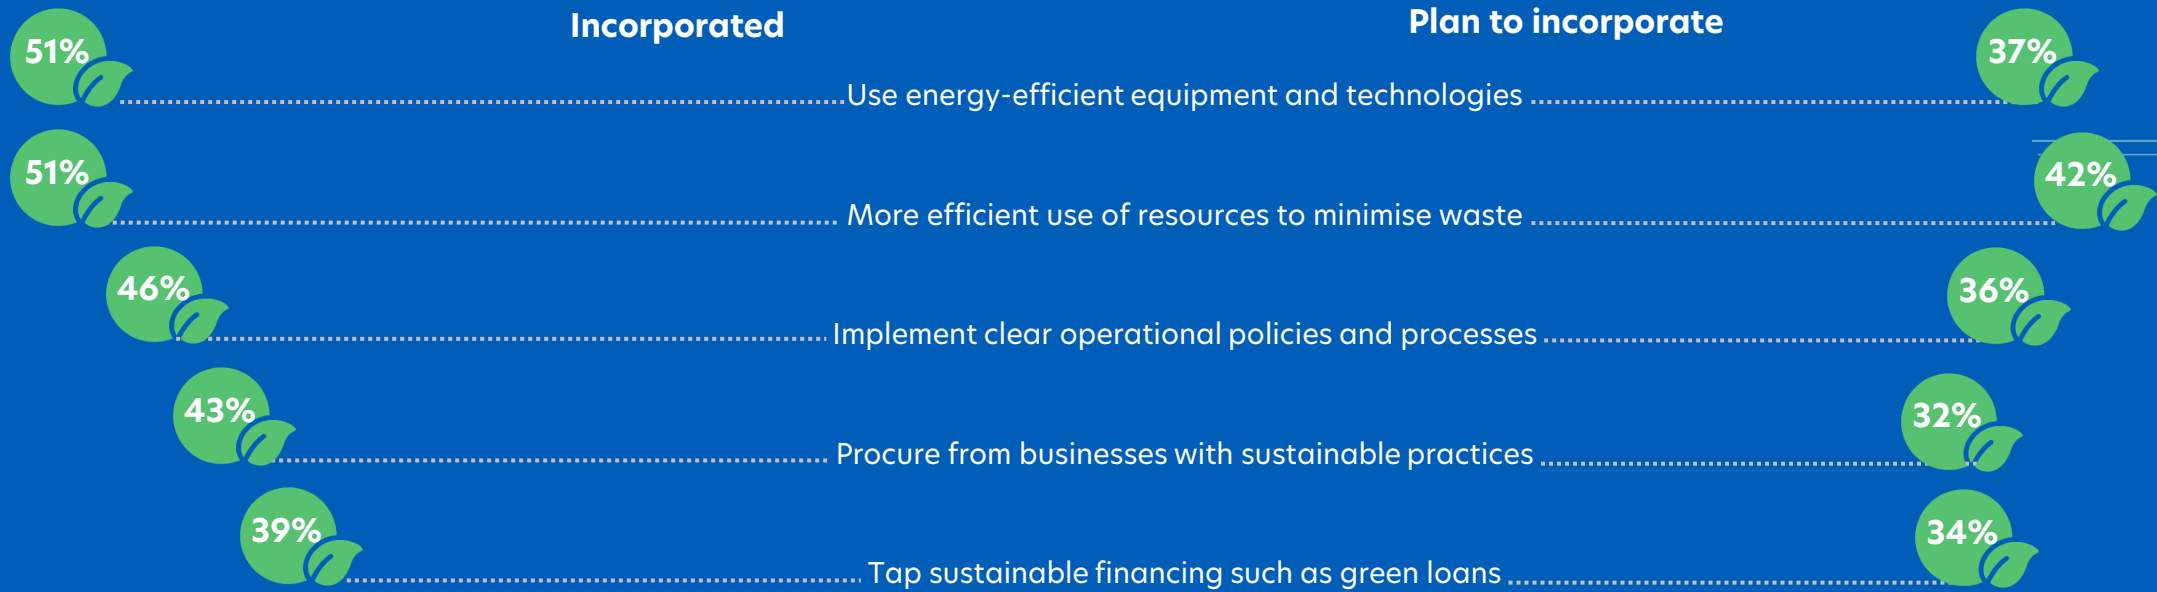 Incorporated
Plan to incorporate
51%
Use energy-efficient equipment and technologies
37%
51%
More efficient use of resources to minimise waste
42%
46%
Implement clear operational policies and processes
36%
43%
Procure from businesses with sustainable practices
32%
39%
Tap sustainable financing such as green loans
34%